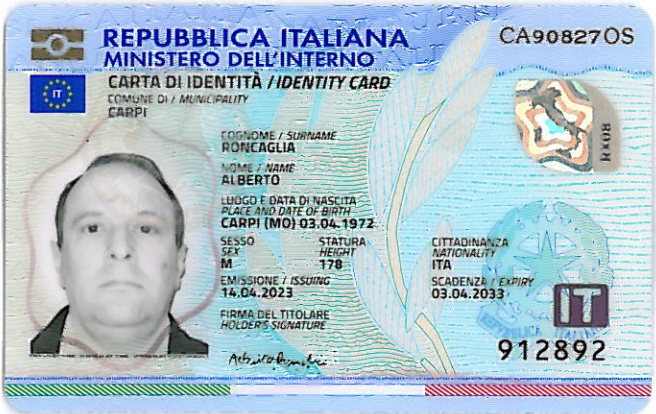 REPUBBLICA ITALIANA
CA90827OS
MINISTERO DELL'INTERNO
IT
CARTA DI IDENTITÀ / IDENTITY CARD
COMUNE DI / MUNICIPALITY
CARPI
RX08
COGNOME / SURNAME
RONCAGLIA
NOME / NAME
ALBERTO
LUOGO E DATA DI NASCITA
PLACE AND DATE OF BIRTH
CARPI (MO) 03.04.1972
SESSO STATURA CITTADINANZA
SEX HEIGHT NATIONALITY
M 178 ITA
EMISSIONE / ISSUING SCADENZA / EXPIRY
14.04.2023 03.04.2033
IT
FIRMA DEL TITOLARE
HOLDER'S SIGNATURE
REPUBBLICA ITALIANA
912892